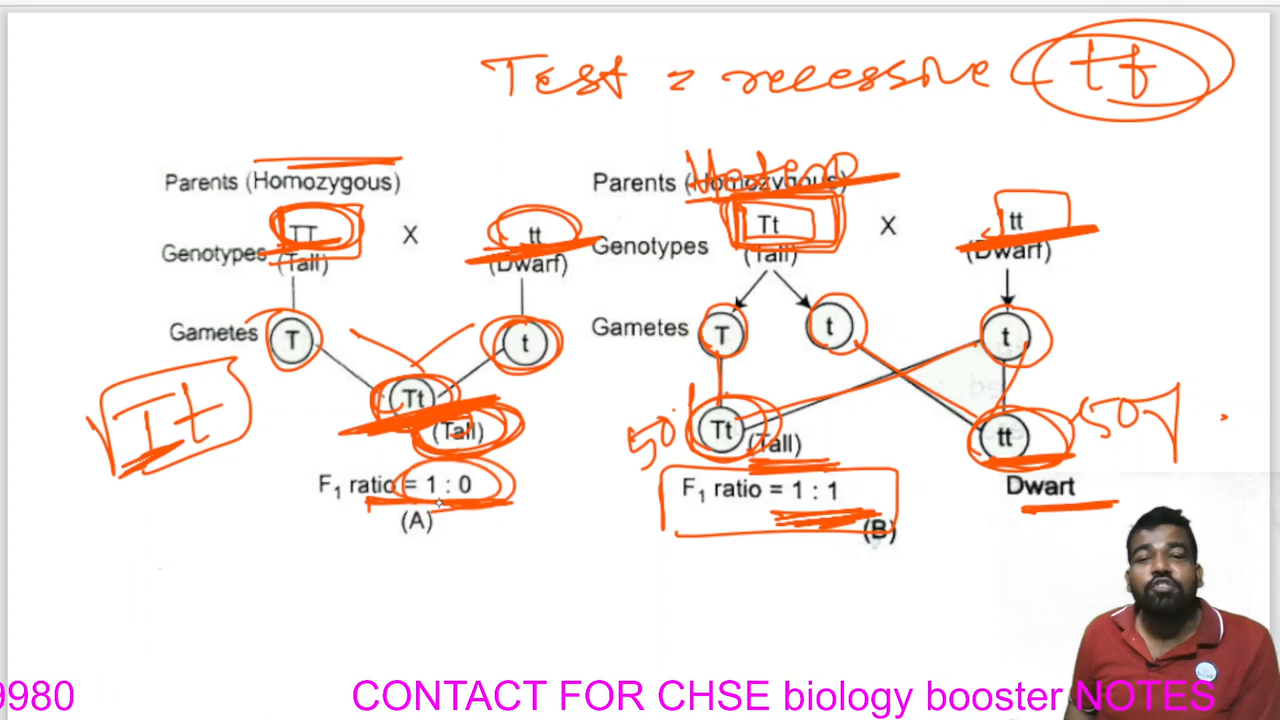 Test = recessive tt
Parents (Homozygous)
TT X tt
Genotypes (Tall) (Dwarf)
Gametes T t
Tt
(Tall)
F1 ratio = 1 : 0
(A)
Tt
Hetero
Parents (Homozygous)
Tt X tt
Genotypes (Tall) (Dwarf)
Gametes T t t
50% Tt (Tall) tt 50%
F1 ratio = 1 : 1 Dwart
(B)
9980 CONTACT FOR CHSE biology booster NOTES